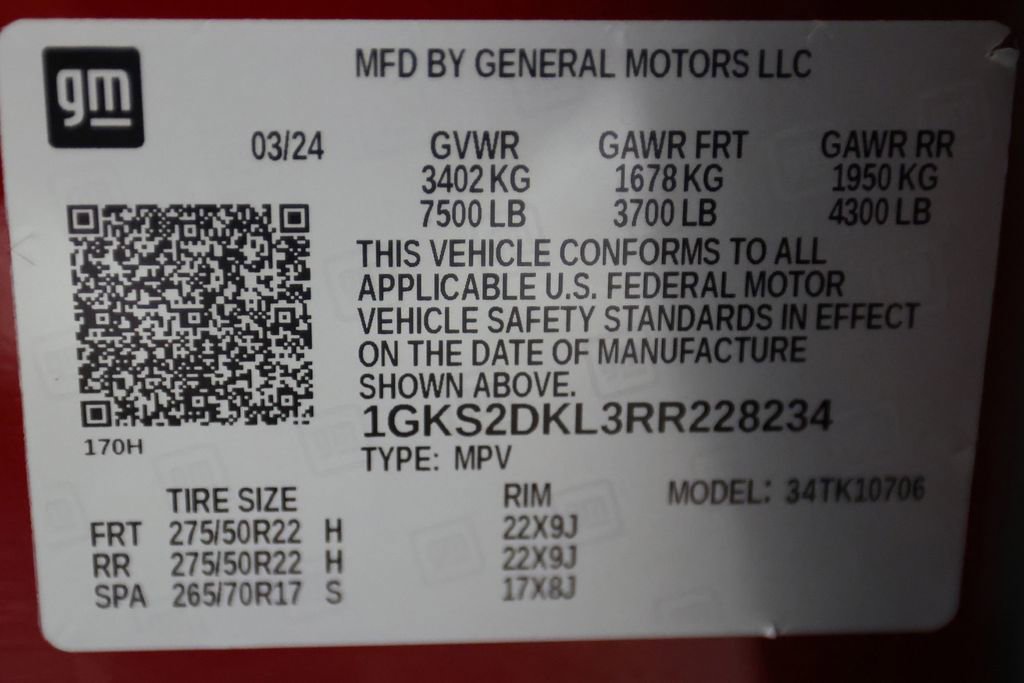 gm
MFD BY GENERAL MOTORS LLC
03/24 GVWR GAWR FRT GAWR RR
3402 KG 1678 KG 1950 KG
7500 LB 3700 LB 4300 LB
THIS VEHICLE CONFORMS TO ALL
APPLICABLE U.S. FEDERAL MOTOR
VEHICLE SAFETY STANDARDS IN EFFECT
ON THE DATE OF MANUFACTURE
SHOWN ABOVE.
1GKS2DKL3RR228234
170H
TYPE: MPV
TIRE SIZE RIM MODEL: 34TK10706
FRT 275/50R22 H 22X9J
RR 275/50R22 H 22X9J
SPA 265/70R17 S 17X8J